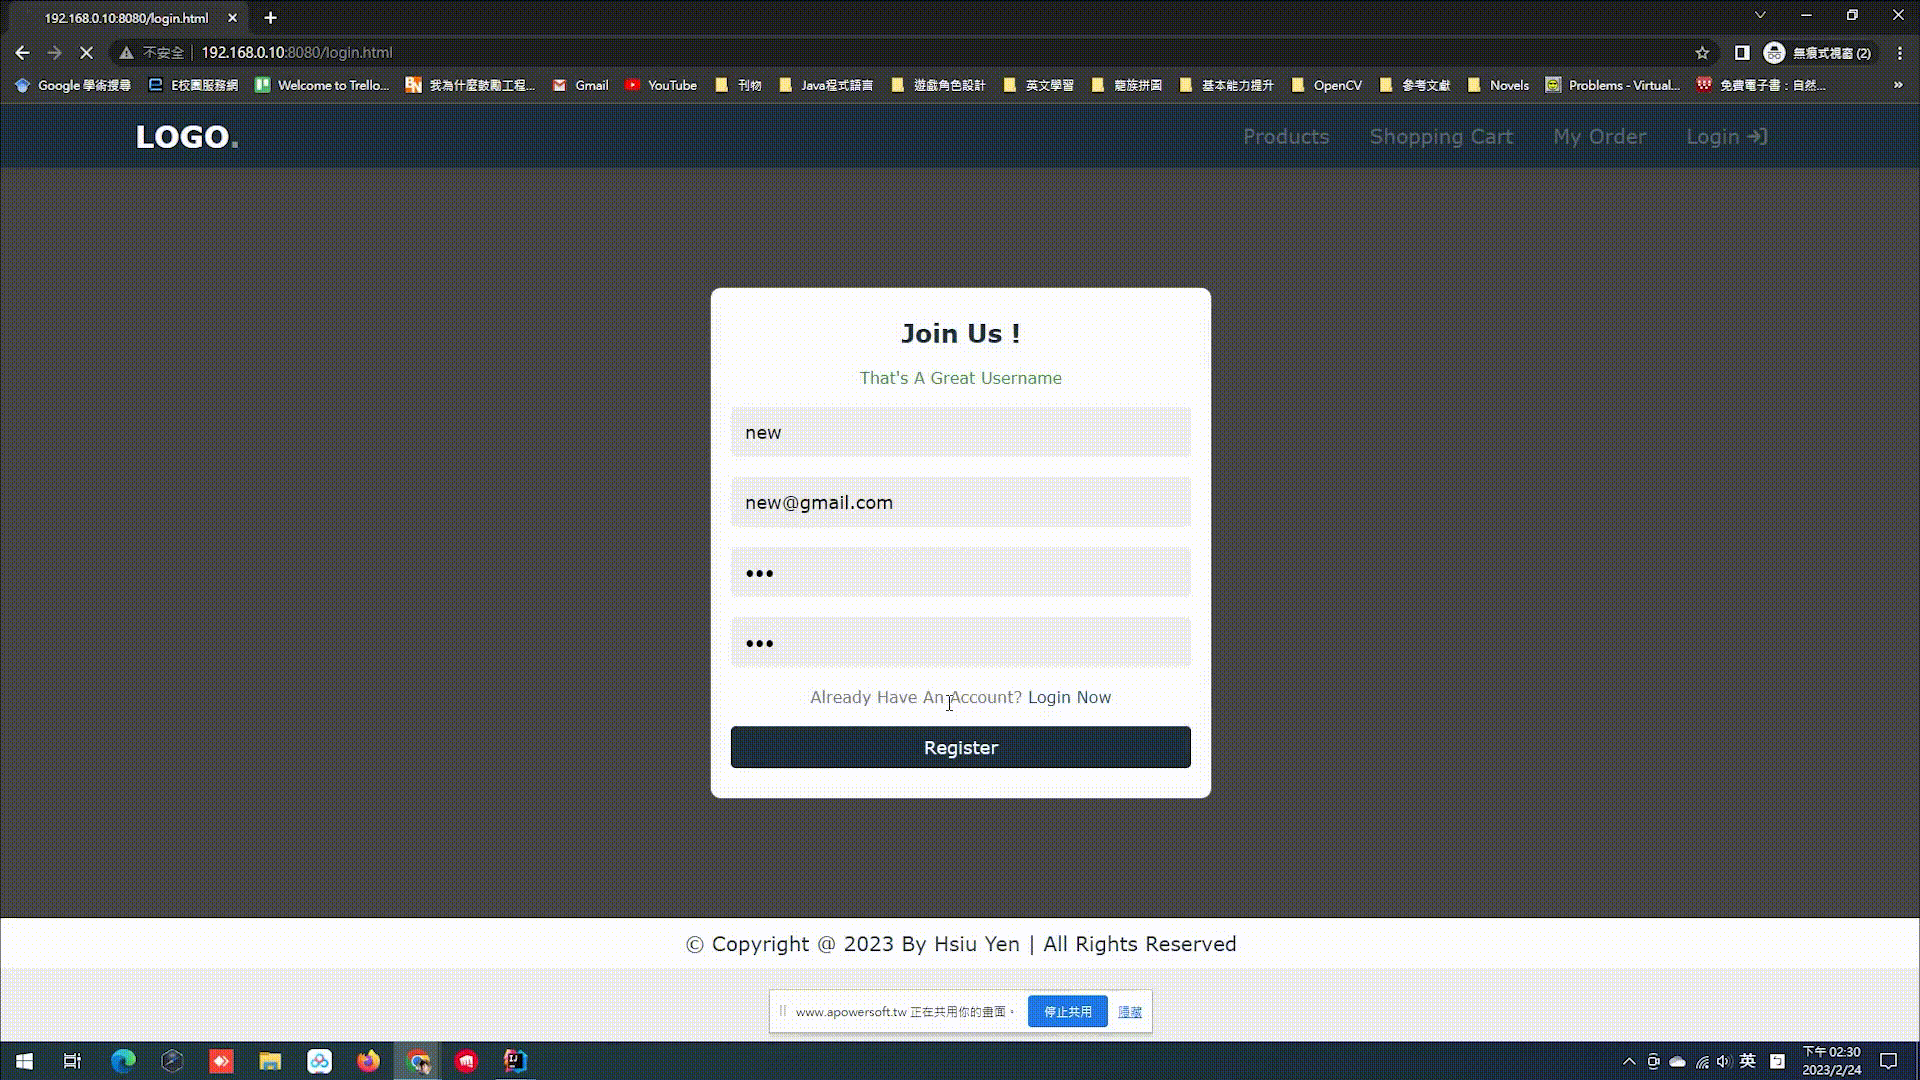 192.168.0.10:8080/login.html
不安全 192.168.0.10:8080/login.html 無痕式視窗 (2)
Google 學術搜尋 E校園服務網 Welcome to Trello... 我為什麼鼓勵工程... Gmail YouTube 刊物 Java程式語言 遊戲角色設計 英文學習 龍族拼圖 基本能力提升 OpenCV 參考文獻 Novels Problems - Virtual... 免費電子書：自然... »
LOGO. Products Shopping Cart My Order Login
Join Us !
That's A Great Username
new
new@gmail.com
•••
•••
Already Have An Account? Login Now
Register
© Copyright @ 2023 By Hsiu Yen | All Rights Reserved
www.apowersoft.tw 正在共用你的畫面。 停止共用 隱藏
英 下午 02:30
2023/2/24